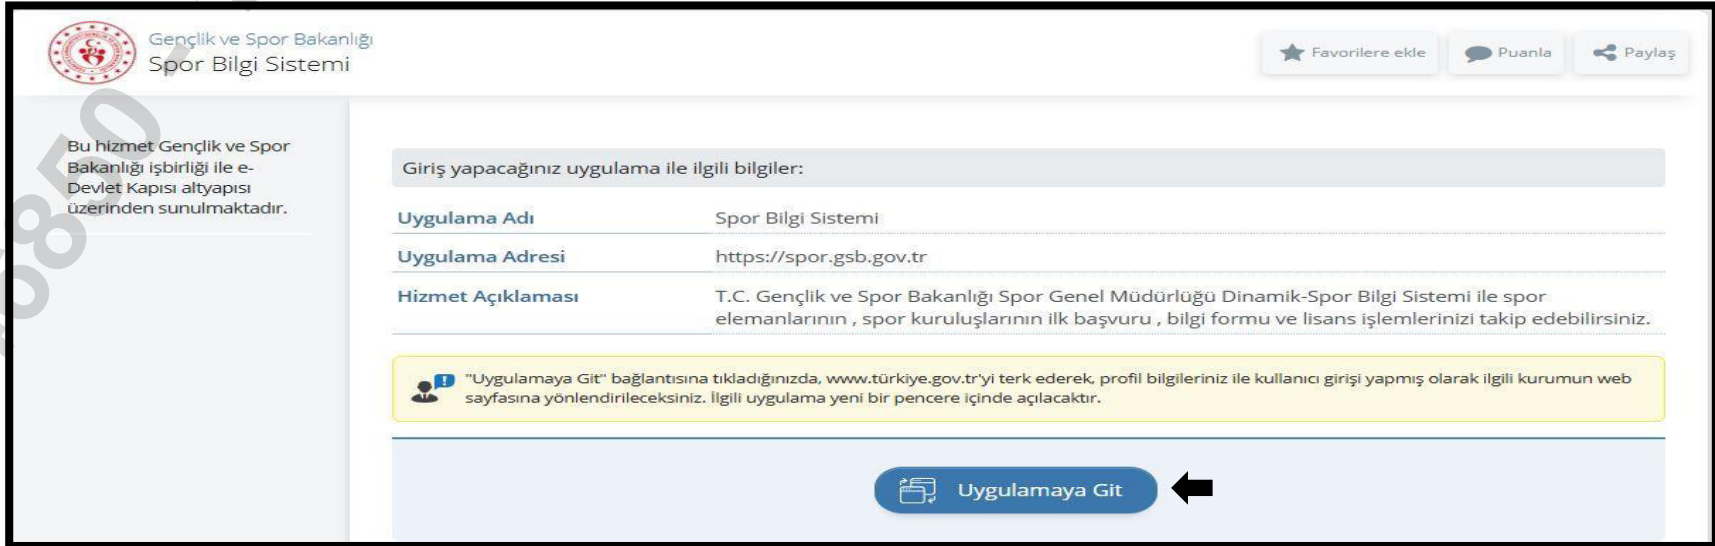 Gençlik ve Spor Bakanlığı
Spor Bilgi Sistemi
Favorilere ekle
Puanla
Paylaş
Bu hizmet Gençlik ve Spor
Bakanlığı işbirliği ile e-
Devlet Kapısı altyapısı
üzerinden sunulmaktadır.
Giriş yapacağınız uygulama ile ilgili bilgiler:
Uygulama Adı Spor Bilgi Sistemi
Uygulama Adresi https://spor.gsb.gov.tr
Hizmet Açıklaması T.C. Gençlik ve Spor Bakanlığı Spor Genel Müdürlüğü Dinamik-Spor Bilgi Sistemi ile spor
elemanlarının , spor kuruluşlarının ilk başvuru , bilgi formu ve lisans işlemlerinizi takip edebilirsiniz.
"Uygulamaya Git" bağlantısına tıkladığınızda, www.türkiye.gov.tr'yi terk ederek, profil bilgileriniz ile kullanıcı girişi yapmış olarak ilgili kurumun web
sayfasına yönlendirileceksiniz. İlgili uygulama yeni bir pencere içinde açılacaktır.
Uygulamaya Git
6850